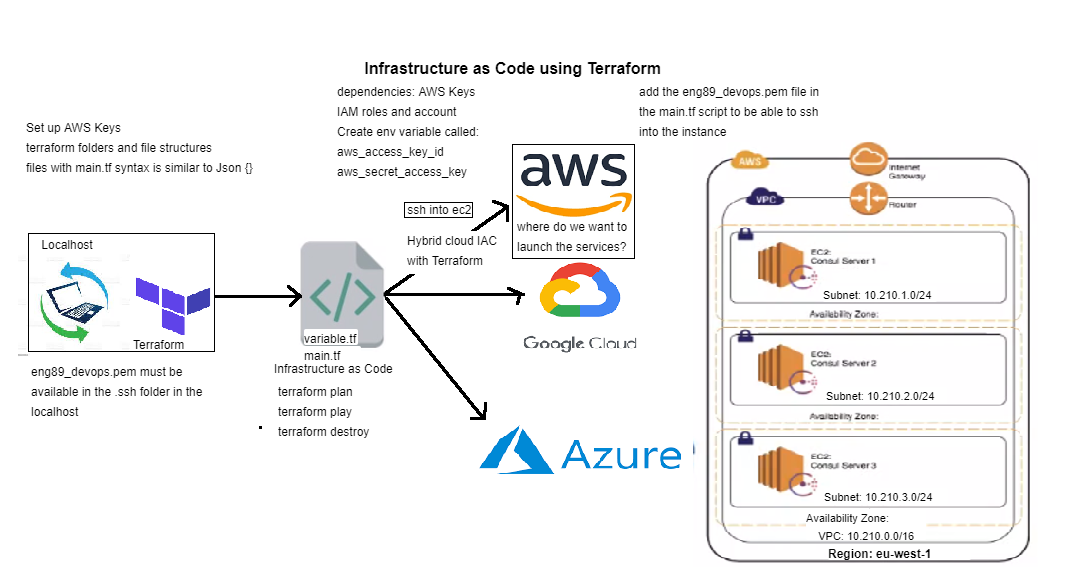 Infrastructure as Code using Terraform
dependencies: AWS Keys
IAM roles and account
Create env variable called:
aws_access_key_id
aws_secret_access_key
add the eng89_devops.pem file in
the main.tf script to be able to ssh
into the instance
Set up AWS Keys
terraform folders and file structures
files with main.tf syntax is similar to Json {}
Localhost
Terraform
eng89_devops.pem must be
available in the .ssh folder in the
localhost
</>
variable.tf
main.tf
Infrastructure as Code
terraform plan
terraform play
terraform destroy
ssh into ec2
Hybrid cloud IAC
with Terraform
aws
where do we want to
launch the services?
Google Cloud
Azure
AWS
Internet
Gateway
VPC
Router
EC2:
Consul Server 1
Subnet: 10.210.1.0/24
Availability Zone:
EC2:
Consul Server 2
Subnet: 10.210.2.0/24
Availability Zone:
EC2:
Consul Server 3
Subnet: 10.210.3.0/24
Availability Zone:
VPC: 10.210.0.0/16
Region: eu-west-1